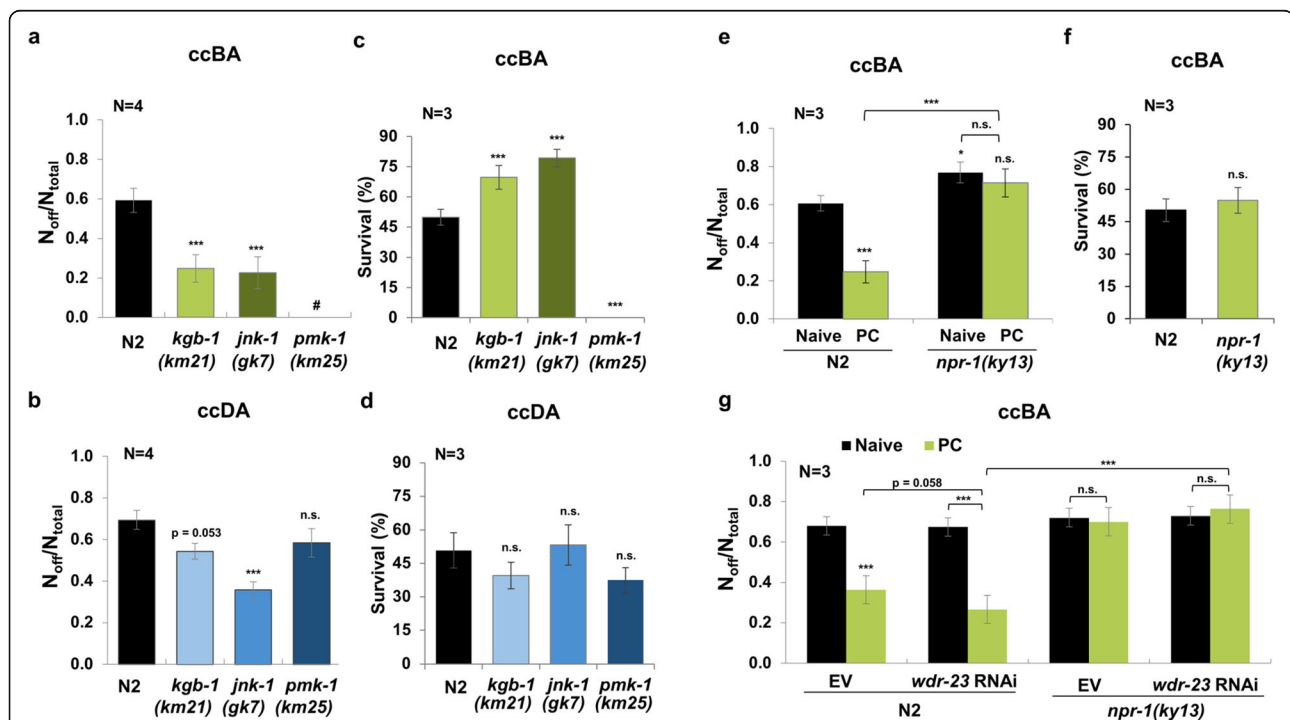 a
ccBA
N=4
Noff/Ntotal
1.0
0.8
0.6
0.4
0.2
0.0
***
***
#
N2
kgb-1 (km21)
jnk-1 (gk7)
pmk-1 (km25)
c
ccBA
N=3
Survival (%)
90
75
60
45
30
15
0
***
***
***
N2
kgb-1 (km21)
jnk-1 (gk7)
pmk-1 (km25)
e
ccBA
N=3
Noff/Ntotal
1.0
0.8
0.6
0.4
0.2
0.0
***
n.s.
*
n.s.
***
Naive PC
Naive PC
N2
npr-1(ky13)
f
ccBA
N=3
Survival (%)
90
75
60
45
30
15
0
n.s.
N2
npr-1 (ky13)
b
ccDA
N=4
Noff/Ntotal
1.0
0.8
0.6
0.4
0.2
0.0
p = 0.053
***
n.s.
N2
kgb-1 (km21)
jnk-1 (gk7)
pmk-1 (km25)
d
ccDA
N=3
Survival (%)
90
75
60
45
30
15
0
n.s.
n.s.
n.s.
N2
kgb-1 (km21)
jnk-1 (gk7)
pmk-1 (km25)
g
ccBA
Naive PC
N=3
Noff/Ntotal
1.0
0.8
0.6
0.4
0.2
0.0
p = 0.058
***
***
n.s.
n.s.
***
EV
wdr-23 RNAi
EV
wdr-23 RNAi
N2
npr-1(ky13)